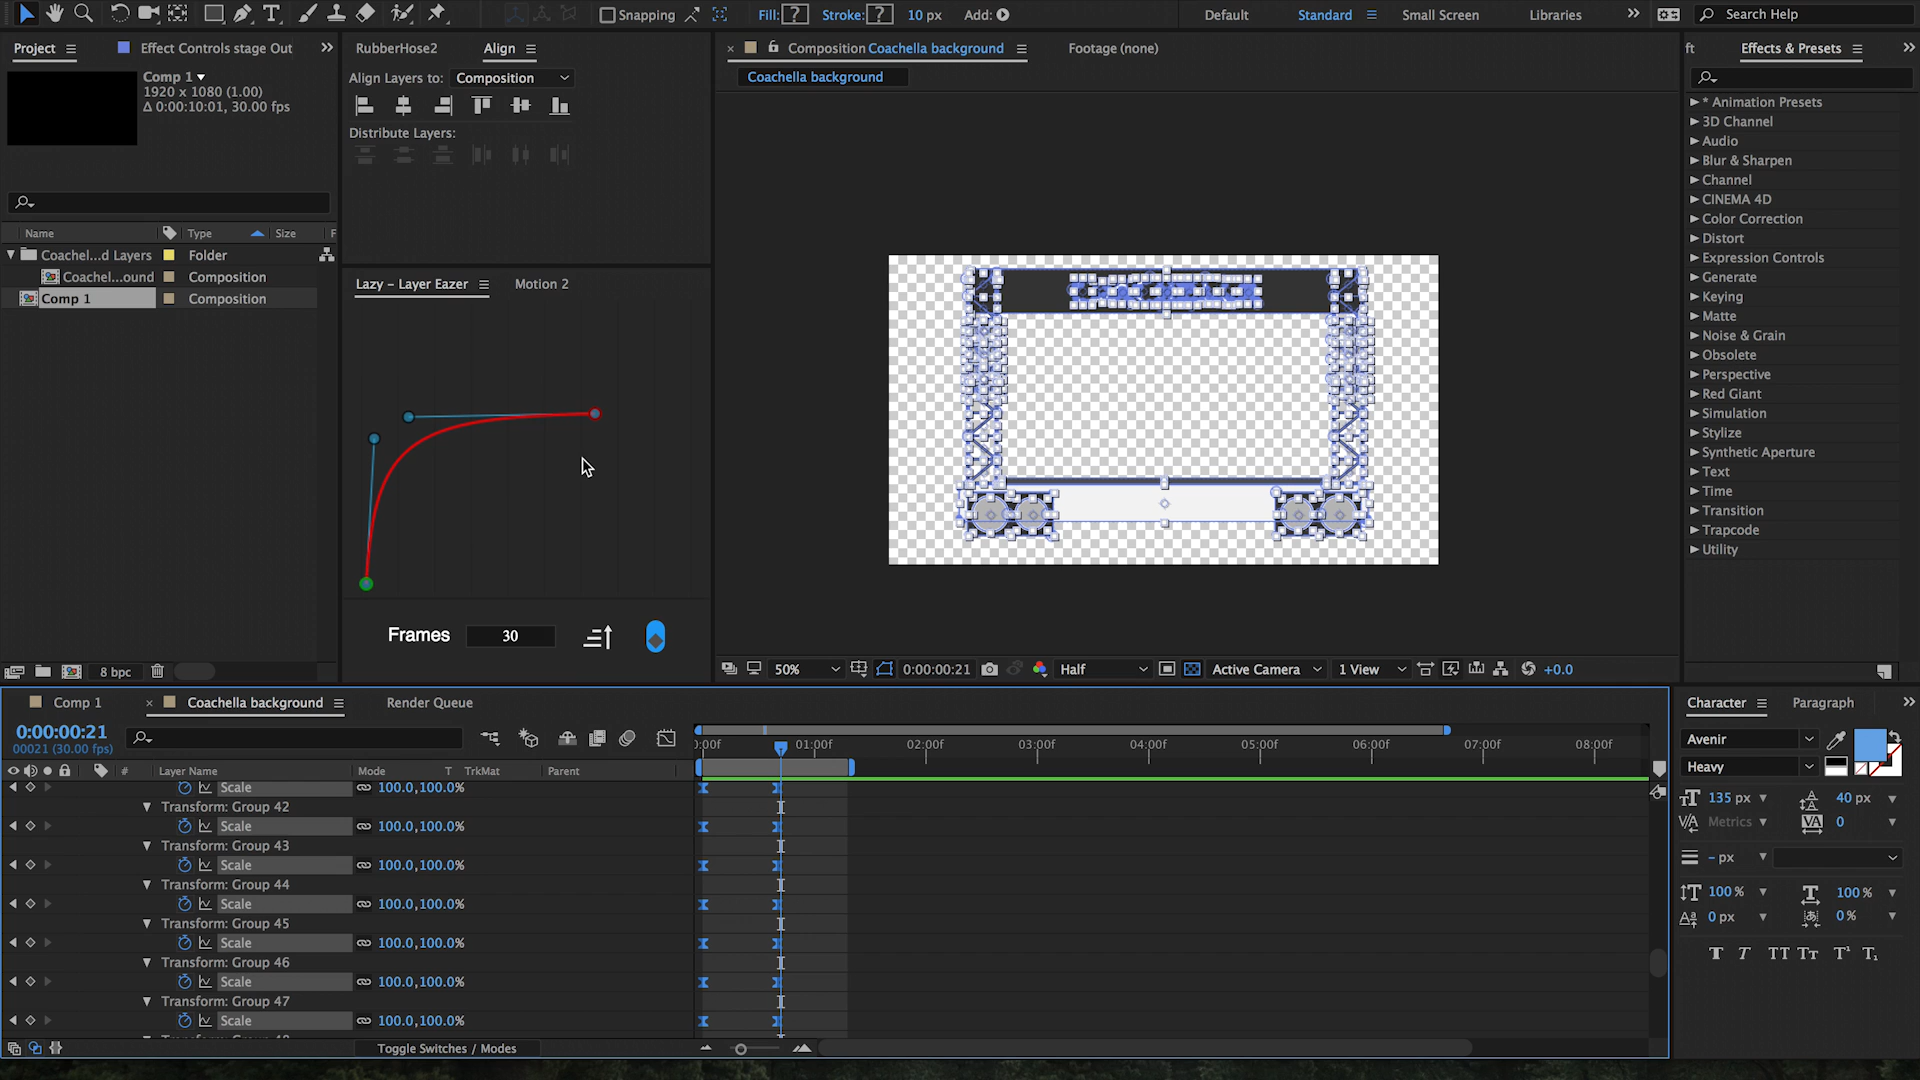 Snapping
Fill: ?
Stroke: ?
10 px
Add:
Default
Standard
Small Screen
Libraries
Search Help
Project
Effect Controls stage Out
RubberHose2
Align
Composition Coachella background
Footage (none)
ft
Effects & Presets
Comp 1
1920 x 1080 (1.00)
Δ 0:00:10:01, 30.00 fps
Align Layers to: Composition
Distribute Layers:
Coachella background
* Animation Presets
3D Channel
Audio
Blur & Sharpen
Channel
CINEMA 4D
Color Correction
Distort
Expression Controls
Generate
Keying
Matte
Noise & Grain
Obsolete
Perspective
Red Giant
Simulation
Stylize
Synthetic Aperture
Text
Time
Transition
Trapcode
Utility
Name
Type
Size
F
Coachel...d Layers
Folder
Coachel...ound
Composition
Comp 1
Composition
Lazy – Layer Eazer
Motion 2
Frames
30
8 bpc
50%
0:00:00:21
Half
Active Camera
1 View
+0.0
Comp 1
Coachella background
Render Queue
0:00:00:21
00021 (30.00 fps)
):00f
01:00f
02:00f
03:00f
04:00f
05:00f
06:00f
07:00f
08:00f
#
Layer Name
Mode
T
TrkMat
Parent
Scale
100.0,100.0%
Transform: Group 42
Scale
100.0,100.0%
Transform: Group 43
Scale
100.0,100.0%
Transform: Group 44
Scale
100.0,100.0%
Transform: Group 45
Scale
100.0,100.0%
Transform: Group 46
Scale
100.0,100.0%
Transform: Group 47
Scale
100.0,100.0%
Toggle Switches / Modes
Character
Paragraph
Avenir
Heavy
135 px
40 px
Metrics
0
- px
100 %
100 %
0 px
0 %
T T TT Tт T¹ T₁